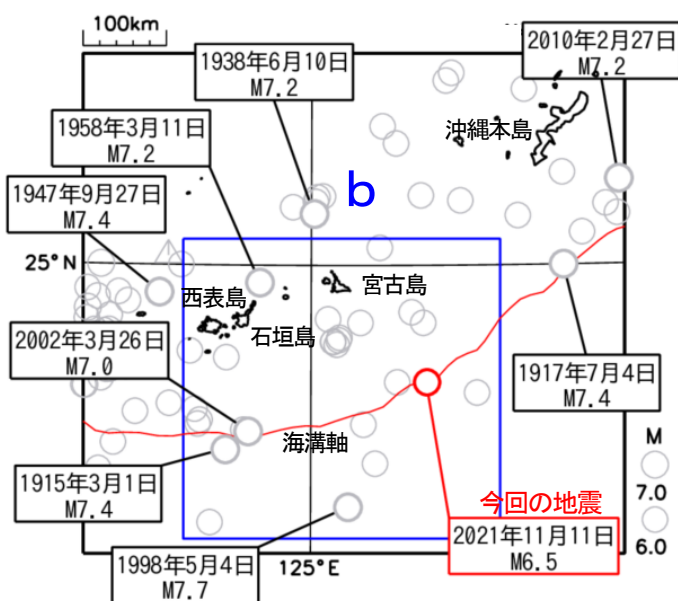 100km
1938年6月10日
M7.2
2010年2月27日
M7.2
1958年3月11日
M7.2
沖縄本島
1947年9月27日
M7.4
b
25°N
宮古島
西表島
石垣島
2002年3月26日
M7.0
1917年7月4日
M7.4
海溝軸
M
7.0
6.0
1915年3月1日
M7.4
今回の地震
2021年11月11日
M6.5
1998年5月4日
M7.7
125°E